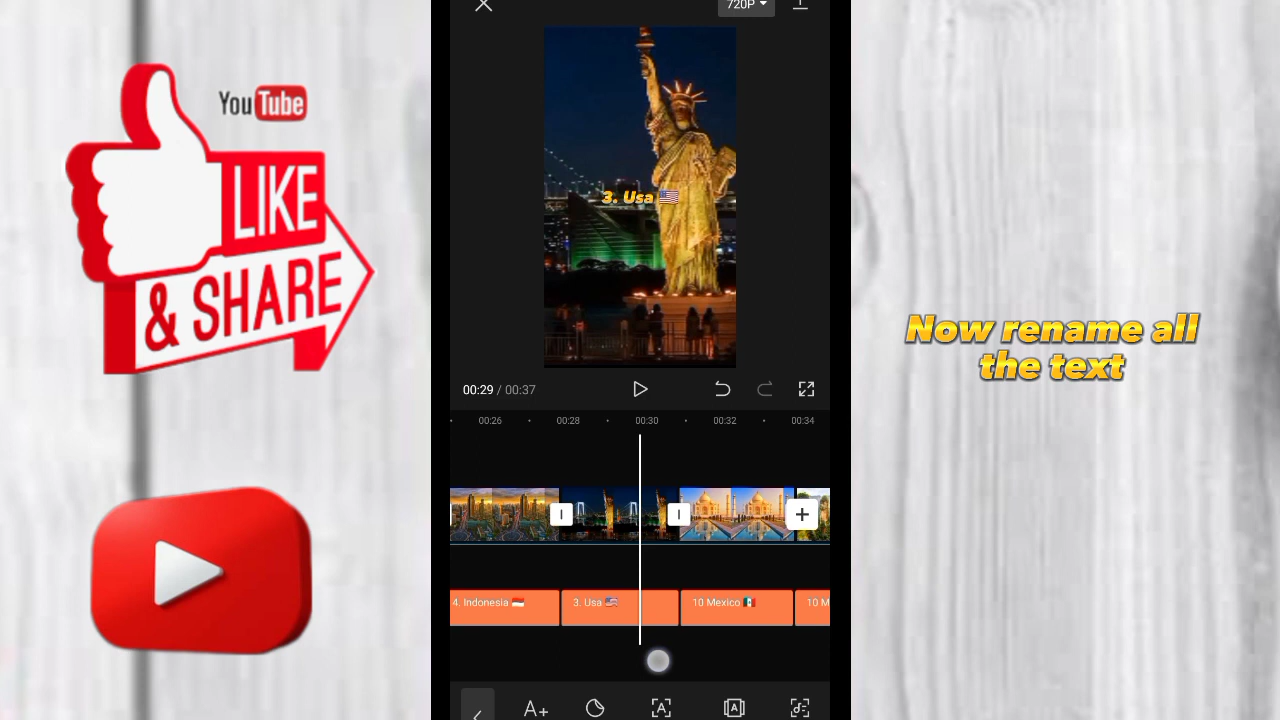 YouTube
LIKE
& SHARE
720P
3. Usa 🇺🇸
00:29 / 00:37
00:26
00:28
00:30
00:32
00:34
4. Indonesia 🇮🇩
3. Usa 🇺🇸
10 Mexico 🇲🇽
10 M
A+
A
A
Now rename all
the text